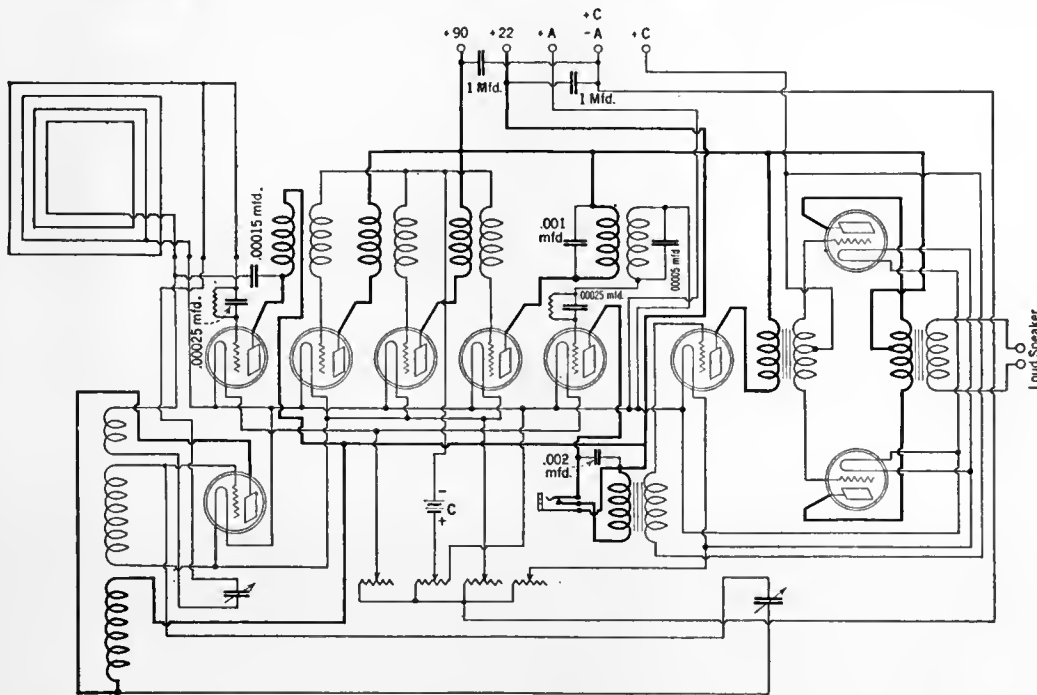 +C
+90 +22 +A -A +C
1 Mfd.
1 Mfd.
.00015 mfd.
.001
mfd
.00005 mfd
.00025 mfd.
.00025 mfd.
Loud Speaker
.002
mfd.
-
C
+